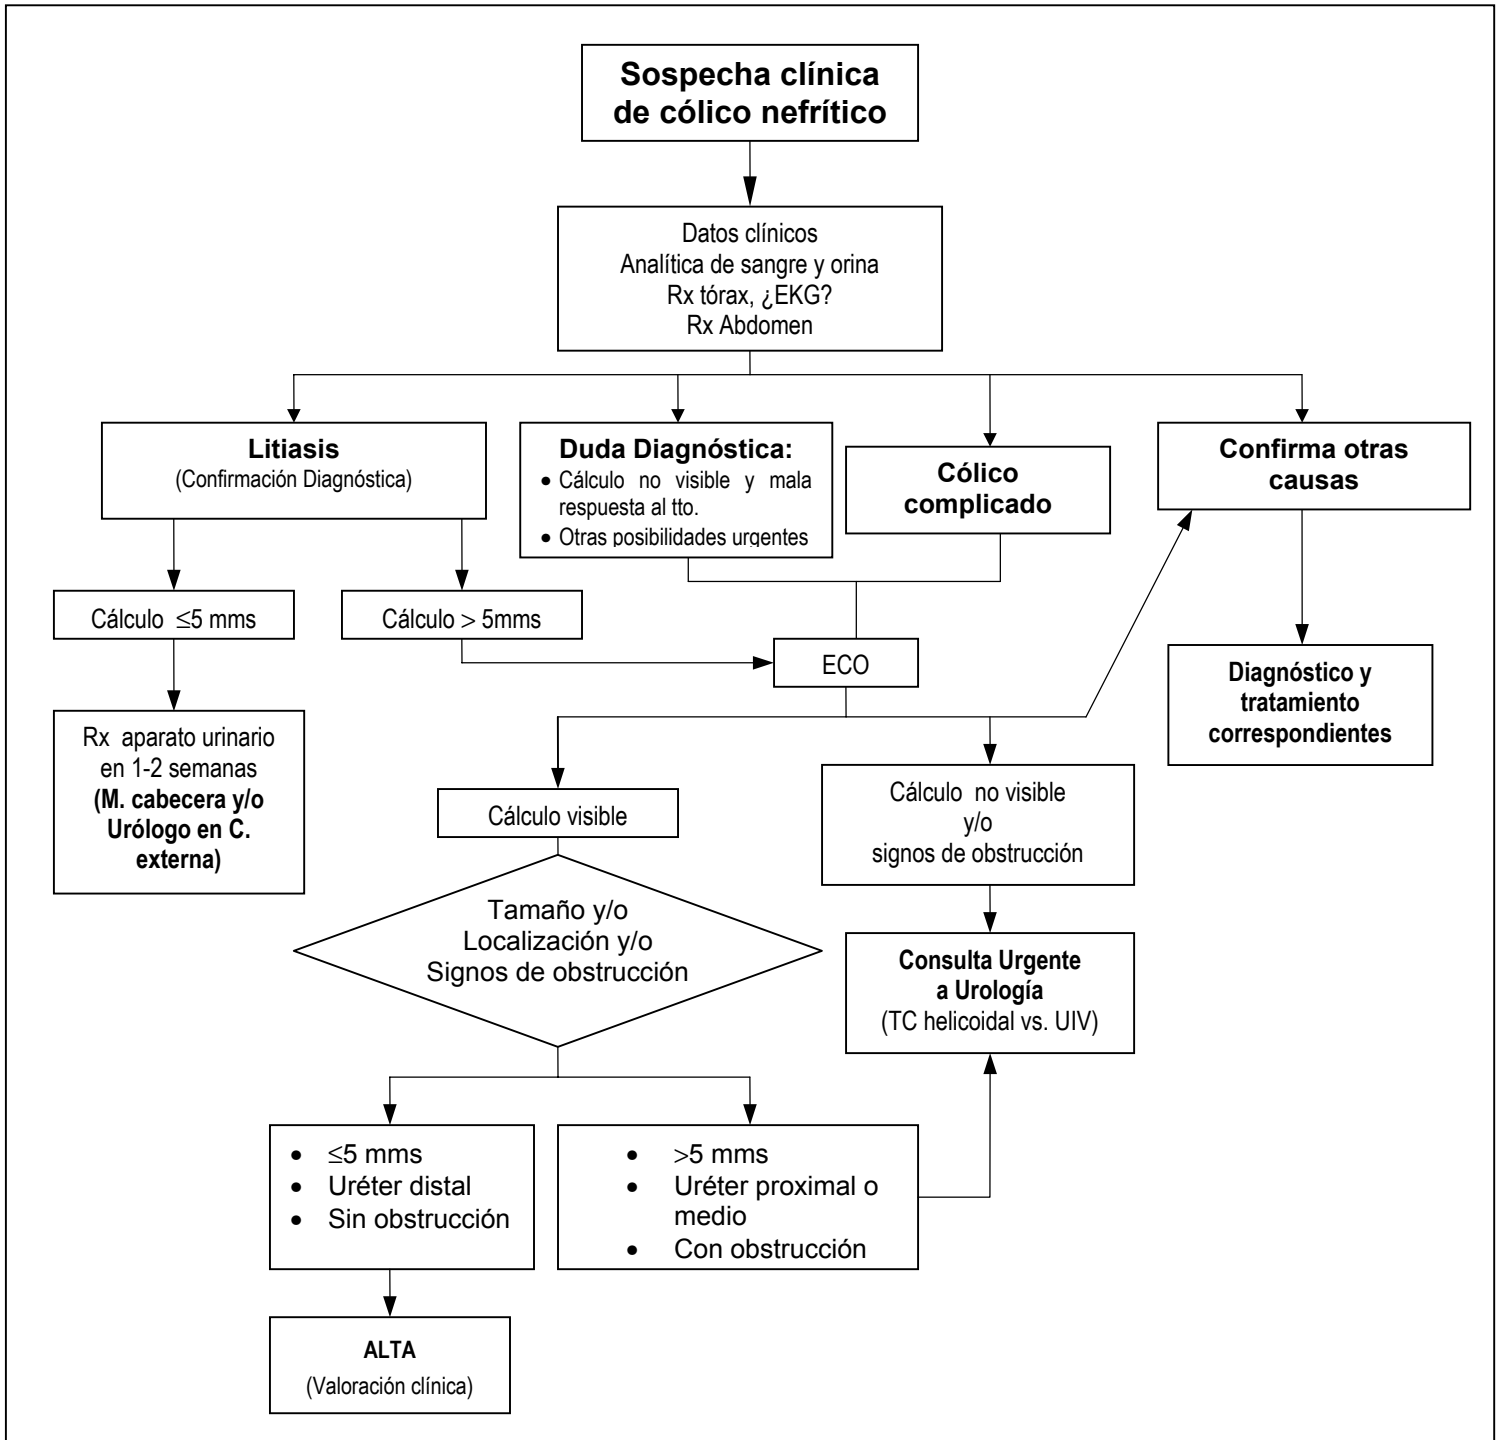 Sospecha clínica
de cólico nefrítico
Datos clínicos
Analítica de sangre y orina
Rx tórax, ¿EKG?
Rx Abdomen
Litiasis
(Confirmación Diagnóstica)
Duda Diagnóstica:
• Cálculo no visible y mala
respuesta al tto.
• Otras posibilidades urgentes
Cólico
complicado
Confirma otras
causas
Cálculo ≤5 mms
Cálculo > 5mms
ECO
Diagnóstico y
tratamiento
correspondientes
Rx aparato urinario
en 1-2 semanas
(M. cabecera y/o
Urólogo en C.
externa)
Cálculo visible
Cálculo no visible
y/o
signos de obstrucción
Tamaño y/o
Localización y/o
Signos de obstrucción
Consulta Urgente
a Urología
(TC helicoidal vs. UIV)
• ≤5 mms
• Uréter distal
• Sin obstrucción
• >5 mms
• Uréter proximal o
medio
• Con obstrucción
ALTA
(Valoración clínica)